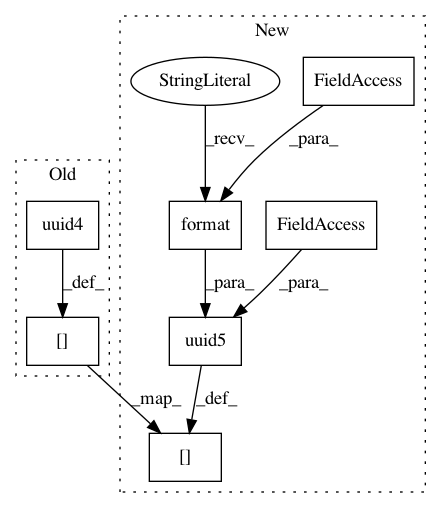 New
StringLiteral
FieldAccess
_recv_
_para_
Old
uuid4
format
FieldAccess
_def_
_para_
_para_
[]
uuid5
_map_
_def_
[]